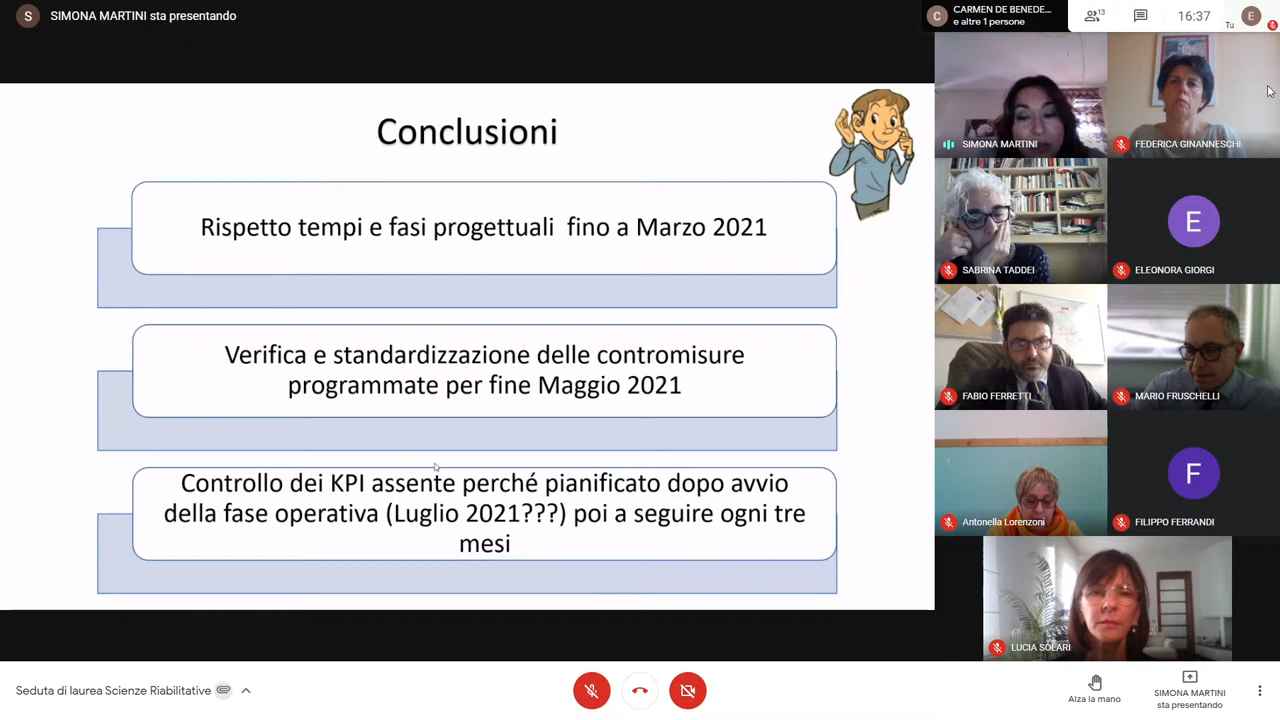 S SIMONA MARTINI sta presentando
C CARMEN DE BENEDE...
e altre 1 persone
13
16:37
Tu
E
Conclusioni
Rispetto tempi e fasi progettuali fino a Marzo 2021
Verifica e standardizzazione delle contromisure
programmate per fine Maggio 2021
Controllo dei KPI assente perché pianificato dopo avvio
della fase operativa (Luglio 2021???) poi a seguire ogni tre
mesi
SIMONA MARTINI
FEDERICA GINANNESCHI
SABRINA TADDEI
E
ELEONORA GIORGI
FABIO FERRETTI
MARIO FRUSCHELLI
Antonella Lorenzoni
F
FILIPPO FERRANDI
LUCIA SOLARI
Seduta di laurea Scienze Riabilitative
Alza la mano
SIMONA MARTINI
sta presentando